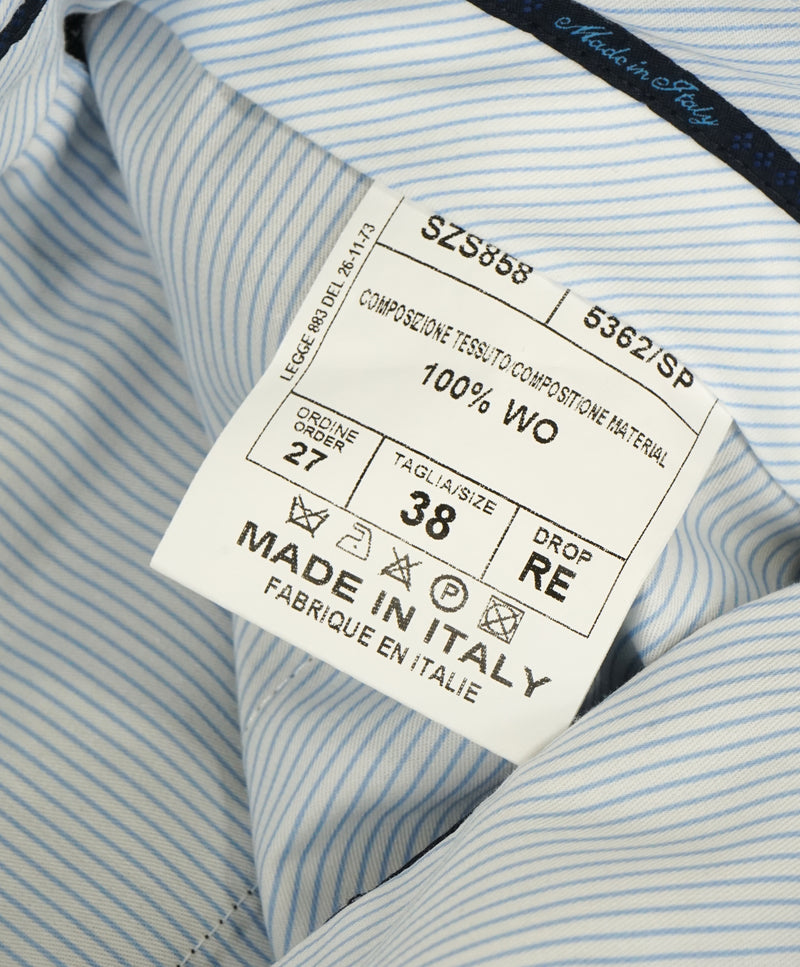 Made in Italy
SZS858
5362/SP
LEGGE 883 DEL 26-11-73
COMPOSIZIONE TESSUTO/COMPOSITIONE MATERIAL
100% WO
ORDINE
ORDER
27
TAGLIA/SIZE
38
DROP
RE
P
MADE IN ITALY
FABRIQUE EN ITALIE